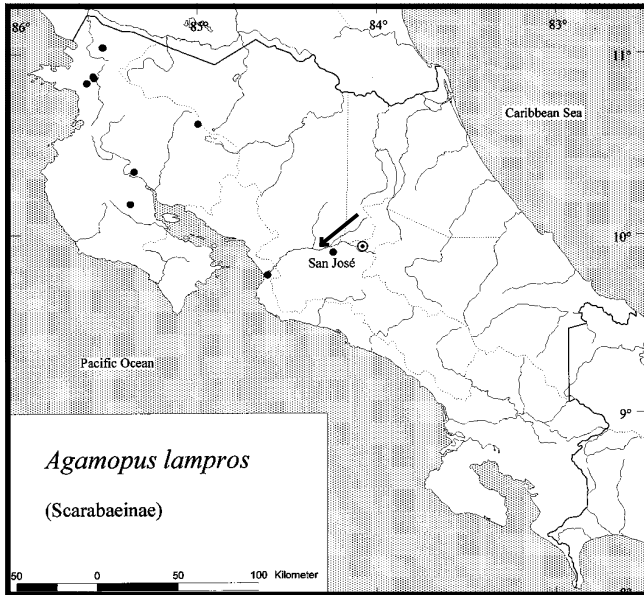 86°
85°
84°
83°
11°
Caribbean Sea
10°
San José
Pacific Ocean
9°
Agamopus lampros
(Scarabaeinae)
50 0 50 100 Kilometer